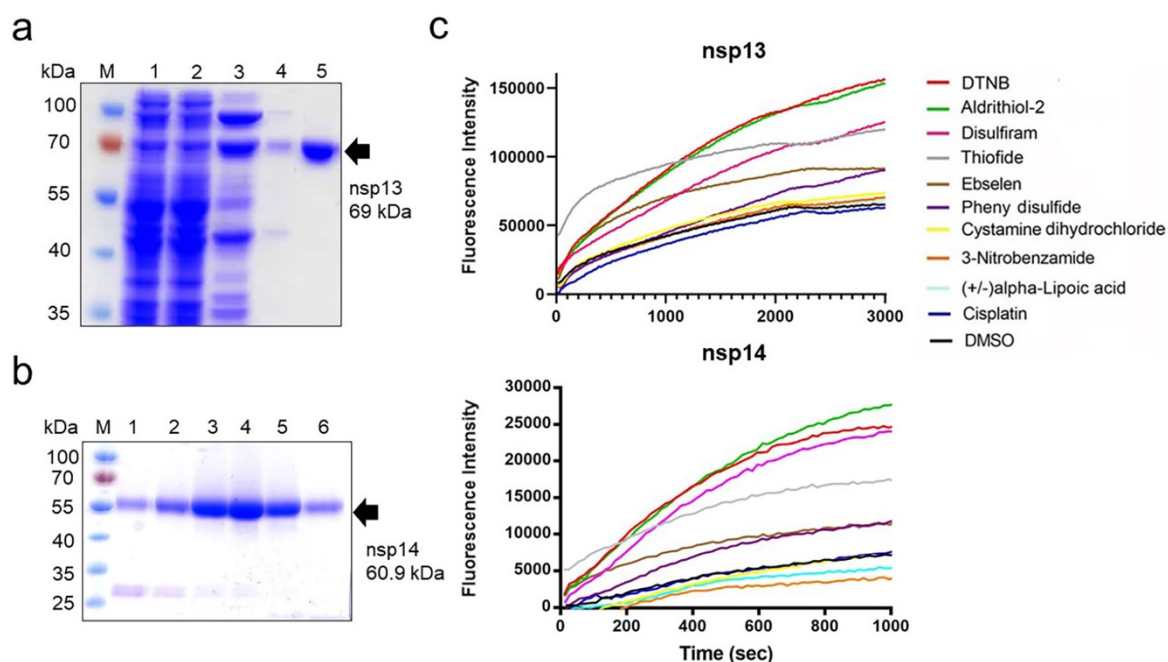 a
kDa M 1 2 3 4 5
100
70
55
40
35
nsp13
69 kDa
b
kDa M 1 2 3 4 5 6
100
70
55
40
35
25
nsp14
60.9 kDa
c
nsp13
Fluorescence Intensity
150000
100000
50000
0
0 1000 2000 3000
DTNB
Aldrithiol-2
Disulfiram
Thiofide
Ebselen
Pheny disulfide
Cystamine dihydrochloride
3-Nitrobenzamide
(+/-)alpha-Lipoic acid
Cisplatin
DMSO
nsp14
Fluorescence Intensity
30000
25000
20000
15000
10000
5000
0
0 200 400 600 800 1000
Time (sec)